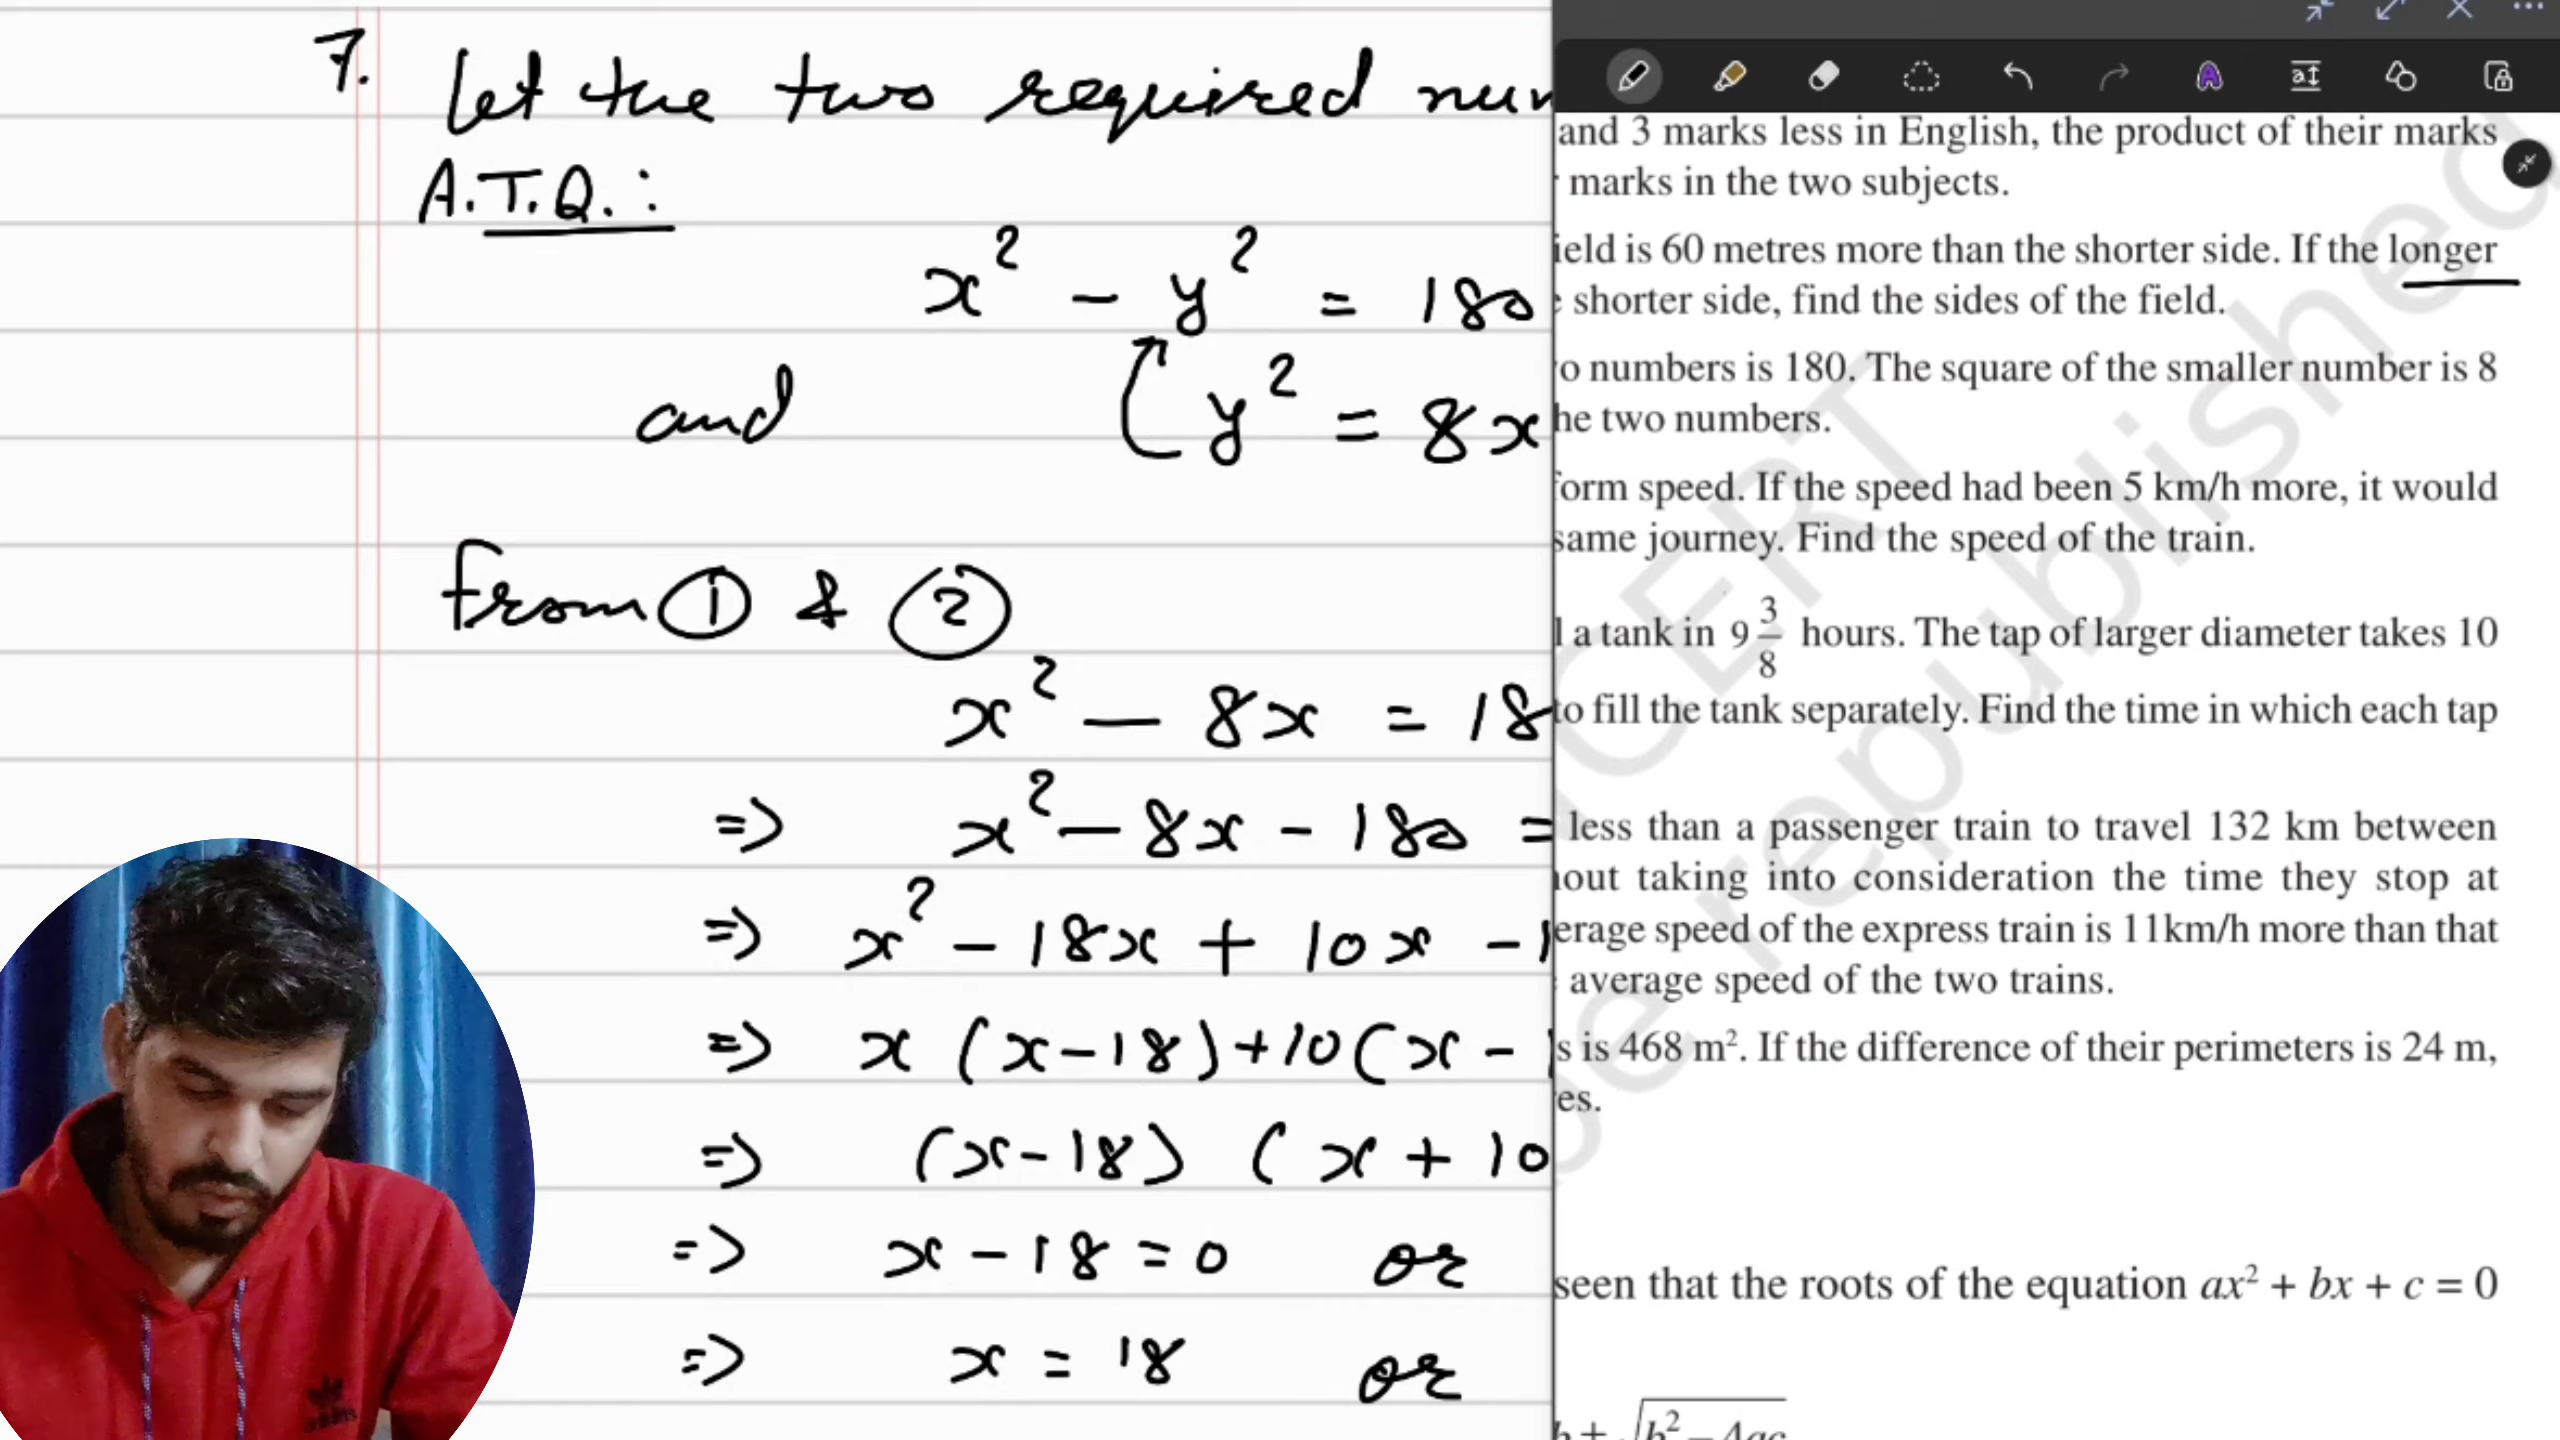 7. Let the two required
A.T.Q. :
x² - y² = 180
and y² = 8x
From ① & ②
x² - 8x = 18
=> x² - 8x - 180 =
=> x² - 18x + 10x - 1
=> x (x - 18) + 10 (x -
=> (x - 18) (x + 10
=> x - 18 = 0 or
=> x = 18 or
and 3 marks less in English, the product of their marks
marks in the two subjects.
ield is 60 metres more than the shorter side. If the longer
shorter side, find the sides of the field.
o numbers is 180. The square of the smaller number is 8
he two numbers.
orm speed. If the speed had been 5 km/h more, it would
same journey. Find the speed of the train.
l a tank in 9 3/8 hours. The tap of larger diameter takes 10
to fill the tank separately. Find the time in which each tap
less than a passenger train to travel 132 km between
out taking into consideration the time they stop at
erage speed of the express train is 11km/h more than that
average speed of the two trains.
s is 468 m². If the difference of their perimeters is 24 m,
es.
seen that the roots of the equation ax² + bx + c = 0
± √b² – 4ac
adidas